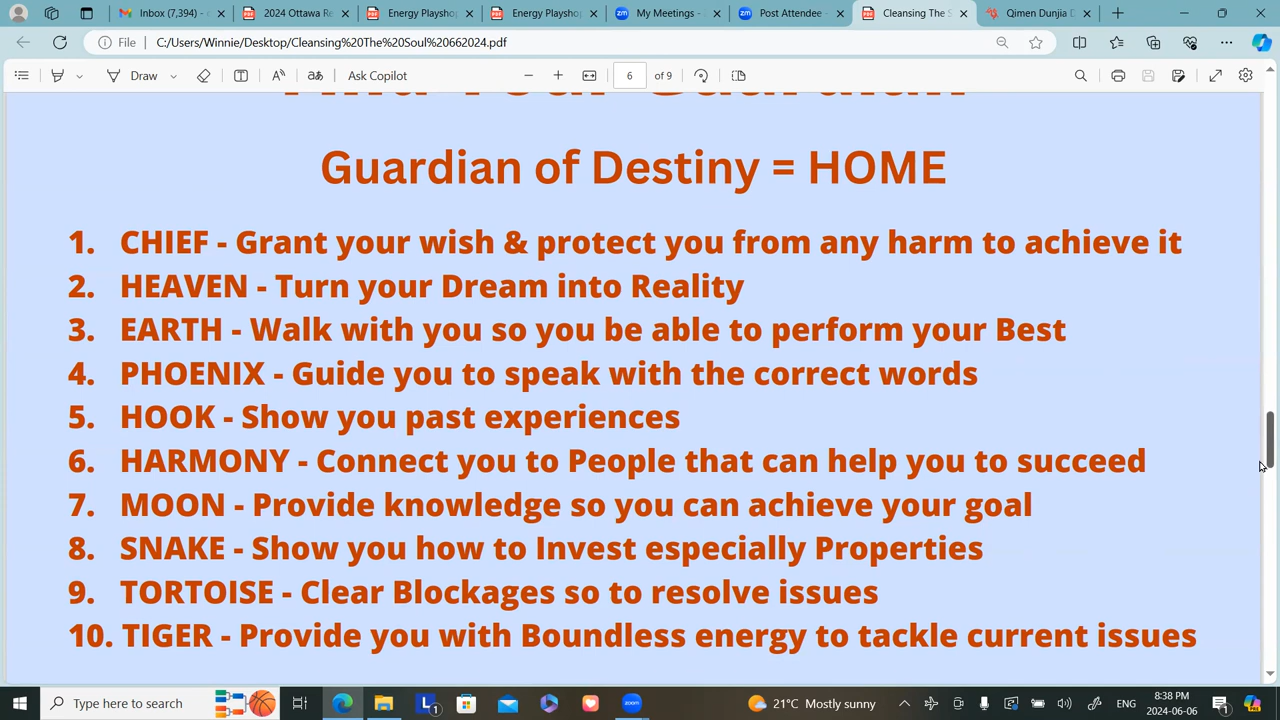 Inbox (7,394) -
2024 Ottawa Re
Energy Playshop
Energy Playshop
My Meetings -
Post Attendee -
Cleansing The S
Qimen Dunjia D
File C:/Users/Winnie/Desktop/Cleansing%20The%20Soul%20662024.pdf
Draw Ask Copilot 6 of 9
Find Your Guardian
Guardian of Destiny = HOME
1. CHIEF - Grant your wish & protect you from any harm to achieve it
2. HEAVEN - Turn your Dream into Reality
3. EARTH - Walk with you so you be able to perform your Best
4. PHOENIX - Guide you to speak with the correct words
5. HOOK - Show you past experiences
6. HARMONY - Connect you to People that can help you to succeed
7. MOON - Provide knowledge so you can achieve your goal
8. SNAKE - Show you how to Invest especially Properties
9. TORTOISE - Clear Blockages so to resolve issues
10. TIGER - Provide you with Boundless energy to tackle current issues
Type here to search
21°C Mostly sunny
ENG
8:38 PM
2024-06-06